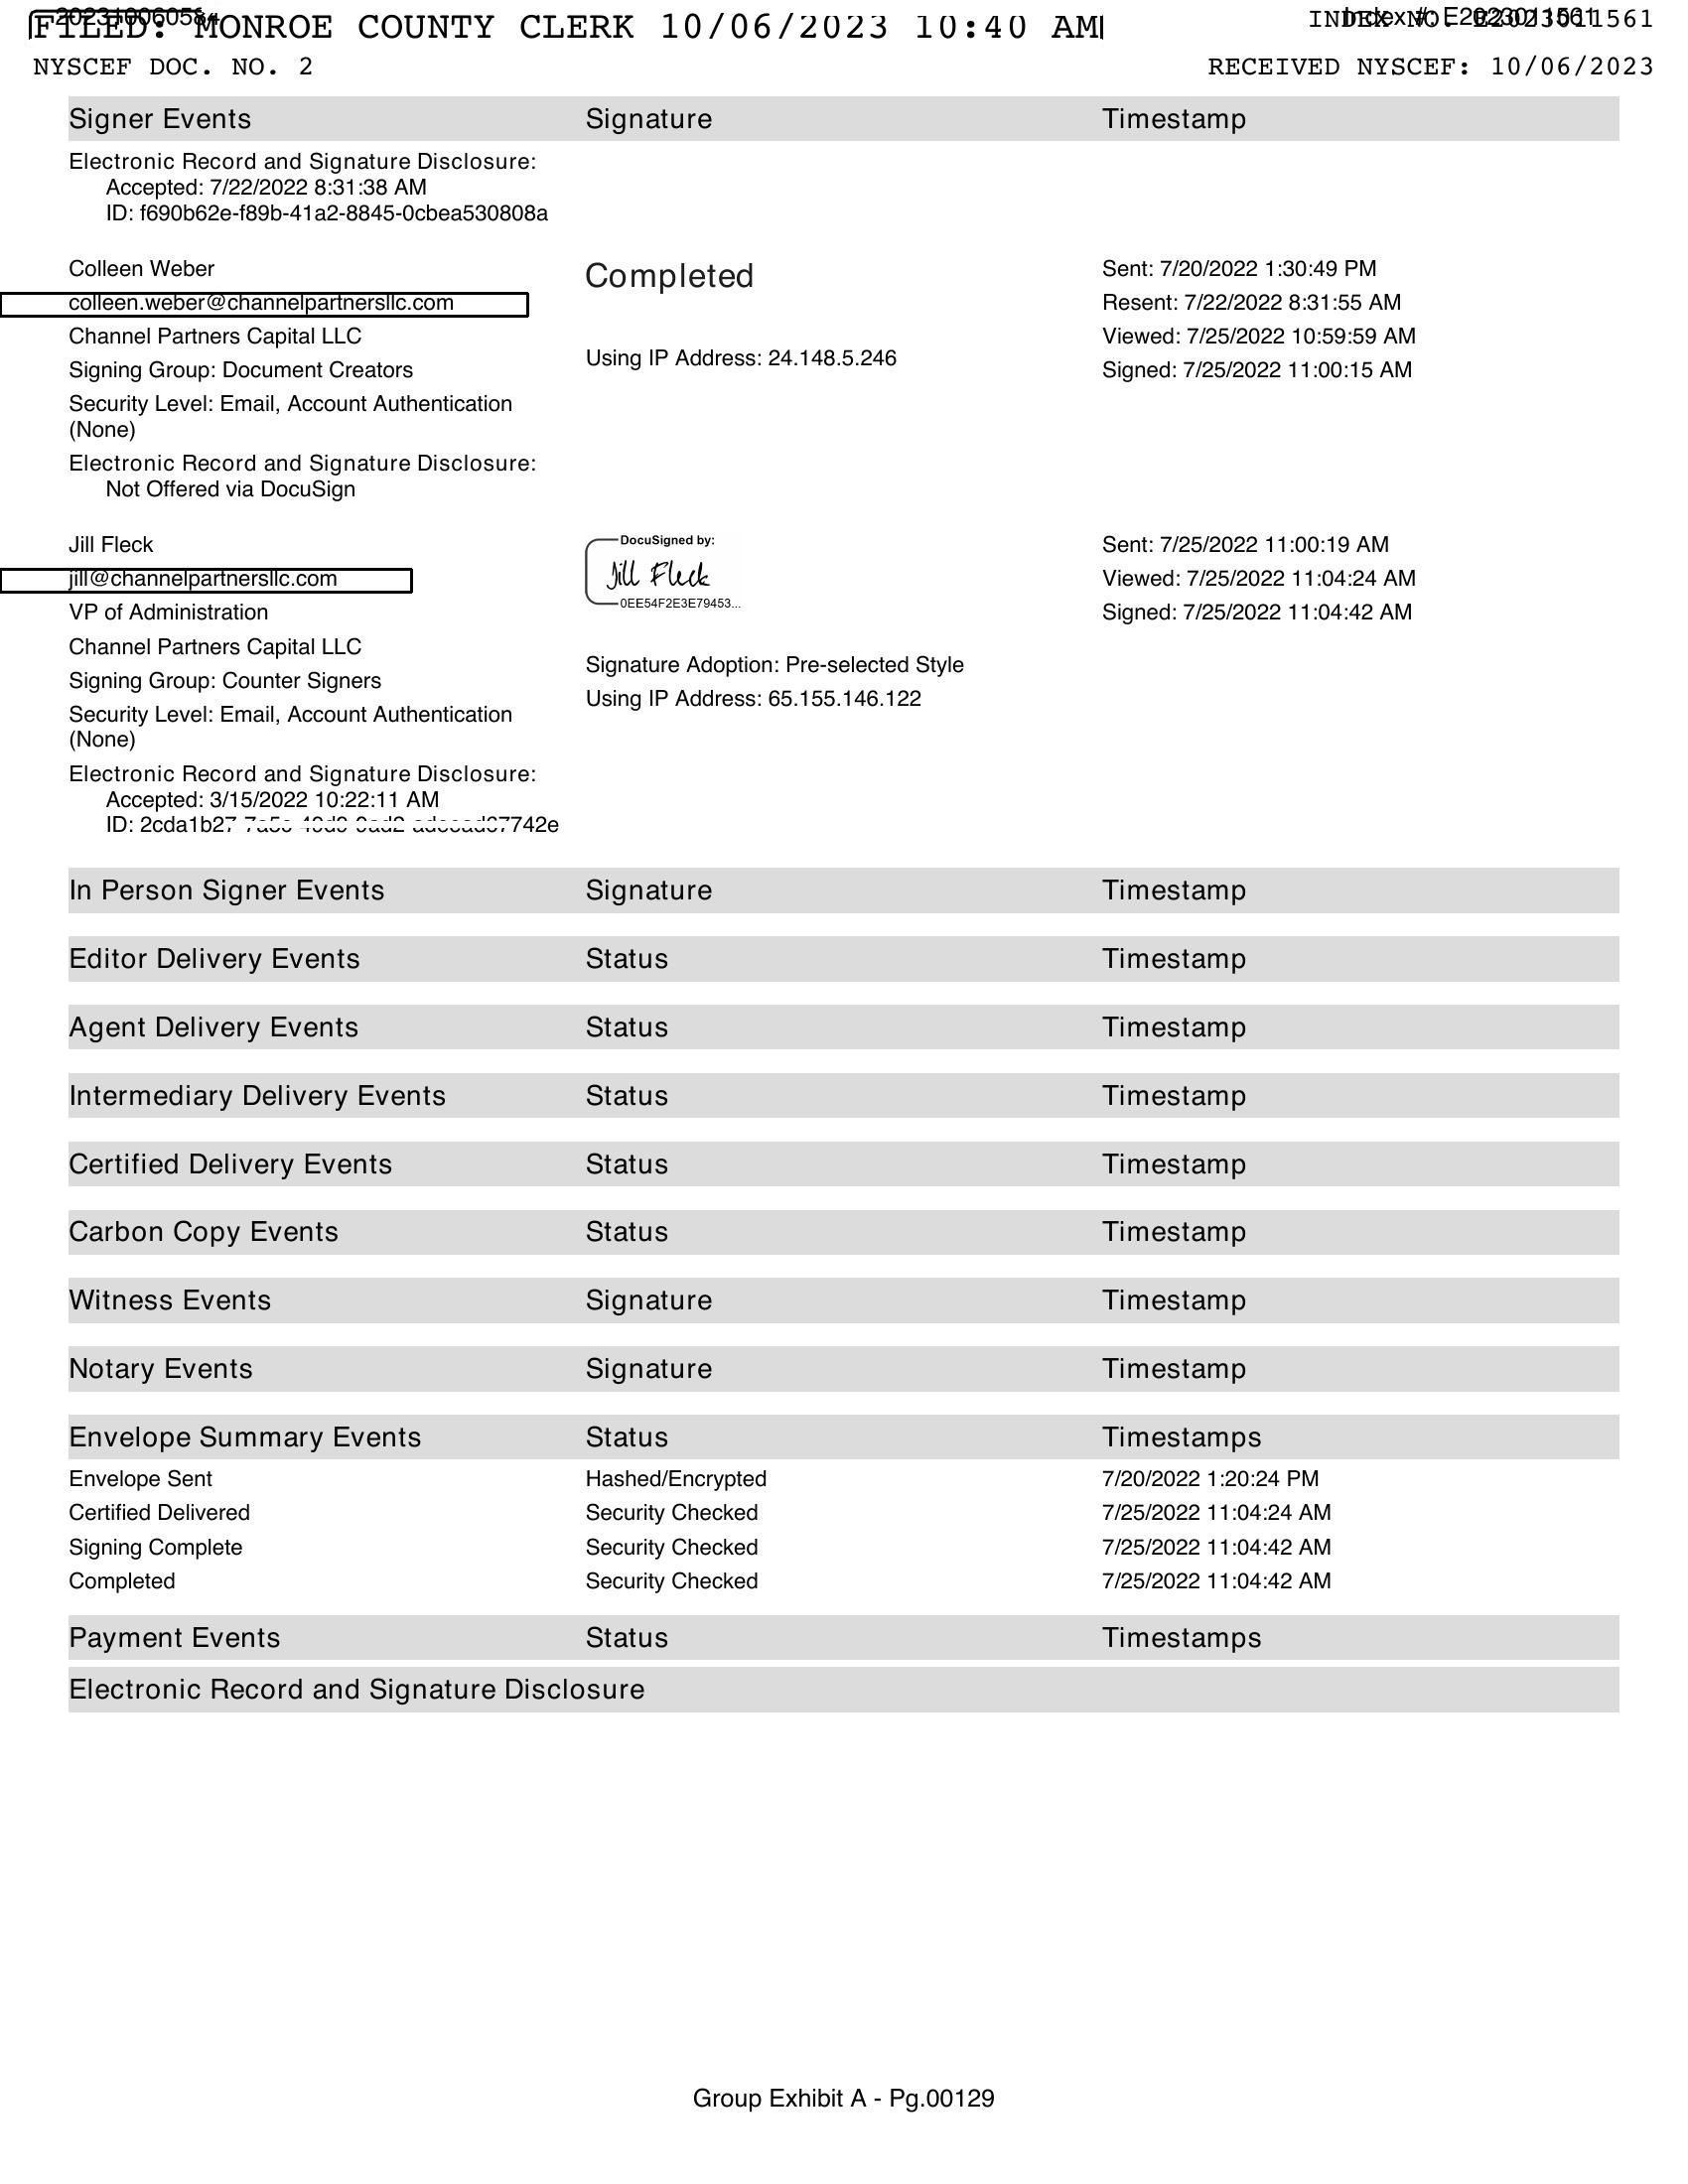 202310060584
FILED: MONROE COUNTY CLERK 10/06/2023 10:40 AM
INDEX NO. E2023011561
Index #: E2023011561
NYSCEF DOC. NO. 2
RECEIVED NYSCEF: 10/06/2023
Signer Events Signature Timestamp
Electronic Record and Signature Disclosure:
Accepted: 7/22/2022 8:31:38 AM
ID: f690b62e-f89b-41a2-8845-0cbea530808a
Colleen Weber
colleen.weber@channelpartnersllc.com
Channel Partners Capital LLC
Signing Group: Document Creators
Security Level: Email, Account Authentication
(None)
Electronic Record and Signature Disclosure:
Not Offered via DocuSign
Completed
Using IP Address: 24.148.5.246
Sent: 7/20/2022 1:30:49 PM
Resent: 7/22/2022 8:31:55 AM
Viewed: 7/25/2022 10:59:59 AM
Signed: 7/25/2022 11:00:15 AM
Jill Fleck
jill@channelpartnersllc.com
VP of Administration
Channel Partners Capital LLC
Signing Group: Counter Signers
Security Level: Email, Account Authentication
(None)
Electronic Record and Signature Disclosure:
Accepted: 3/15/2022 10:22:11 AM
ID:
DocuSigned by:
Jill Fleck
0EE54F2E3E79453...
Signature Adoption: Pre-selected Style
Using IP Address: 65.155.146.122
Sent: 7/25/2022 11:00:19 AM
Viewed: 7/25/2022 11:04:24 AM
Signed: 7/25/2022 11:04:42 AM
In Person Signer Events Signature Timestamp
Editor Delivery Events Status Timestamp
Agent Delivery Events Status Timestamp
Intermediary Delivery Events Status Timestamp
Certified Delivery Events Status Timestamp
Carbon Copy Events Status Timestamp
Witness Events Signature Timestamp
Notary Events Signature Timestamp
Envelope Summary Events Status Timestamps
Envelope Sent Hashed/Encrypted 7/20/2022 1:20:24 PM
Certified Delivered Security Checked 7/25/2022 11:04:24 AM
Signing Complete Security Checked 7/25/2022 11:04:42 AM
Completed Security Checked 7/25/2022 11:04:42 AM
Payment Events Status Timestamps
Electronic Record and Signature Disclosure
Group Exhibit A - Pg.00129